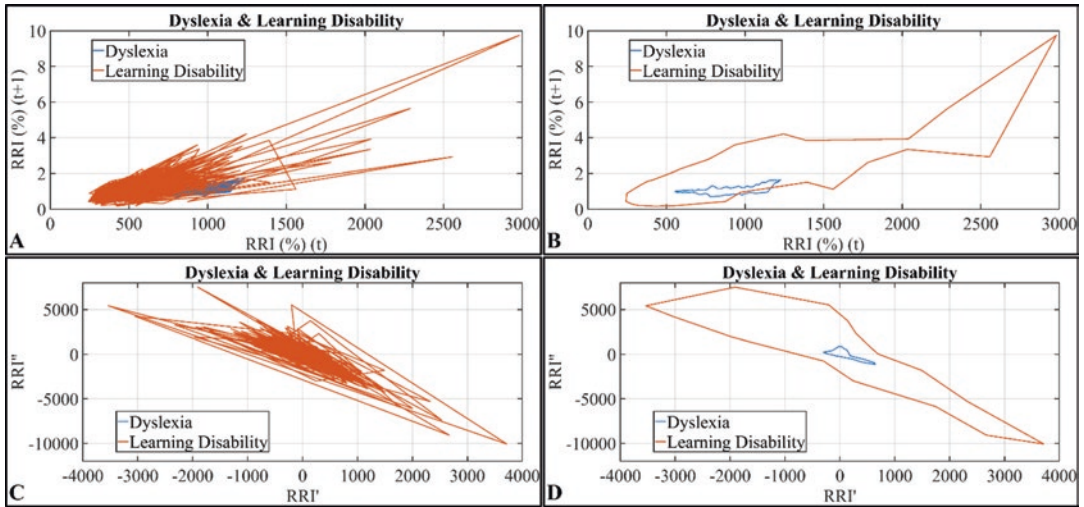 Dyslexia & Learning Disability
10
8
6
4
2
0
RRI (%) (t+1)
Dyslexia
Learning Disability
0 500 1000 1500 2000 2500 3000
RRI (%) (t)
A
Dyslexia & Learning Disability
10
8
6
4
2
0
RRI (%) (t+1)
Dyslexia
Learning Disability
0 500 1000 1500 2000 2500 3000
RRI (%) (t)
B
Dyslexia & Learning Disability
5000
0
-5000
-10000
RRI"
Dyslexia
Learning Disability
-4000 -3000 -2000 -1000 0 1000 2000 3000 4000
RRI'
C
Dyslexia & Learning Disability
5000
0
-5000
-10000
RRI"
Dyslexia
Learning Disability
-4000 -3000 -2000 -1000 0 1000 2000 3000 4000
RRI'
D